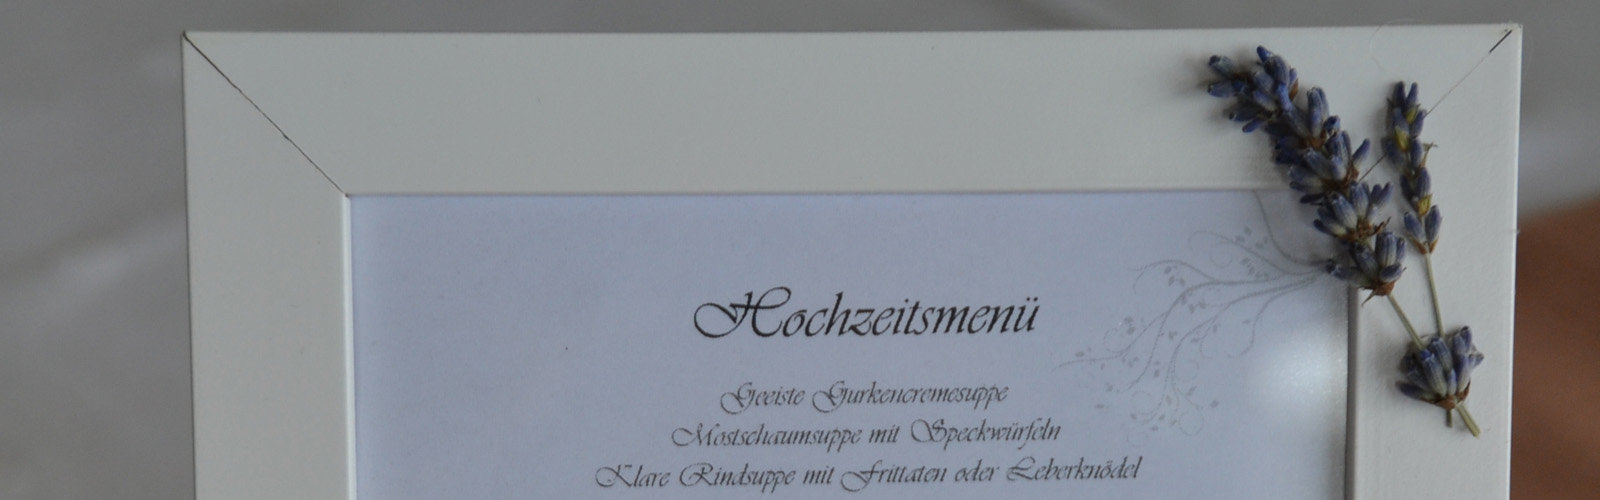 Hochzeitsmenü
Geeiste Gurkencremesuppe
Mostschaumsuppe mit Speckwürfeln
Klare Rindsuppe mit Frittaten oder Leberknödel